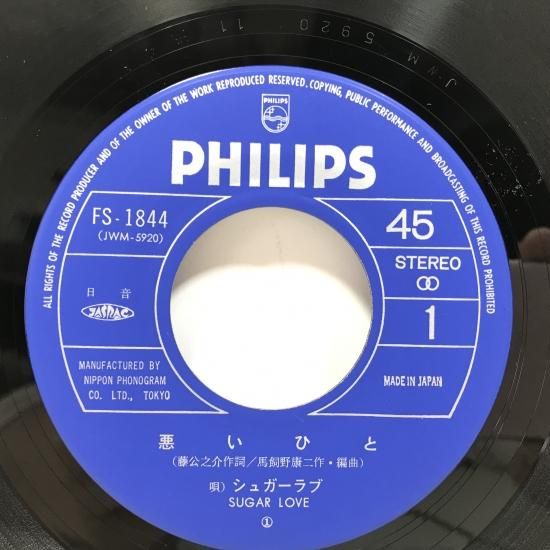 JWM 5920 11
ALL RIGHTS OF THE RECORD PRODUCER AND OF THE OWNER OF THE WORK REPRODUCED RESERVED. COPYING, PUBLIC PERFORMANCE AND BROADCASTING OF THIS RECORD PROHIBITED
PHILIPS
PHILIPS
FS-1844
(JWM-5920)
日音
JASRAC
MANUFACTURED BY
NIPPON PHONOGRAM
CO. LTD., TOKYO
45
STEREO
1
MADE IN JAPAN
悪いひと
(藤公之介作詞/馬飼野康二作・編曲)
唄) シュガーラブ
SUGAR LOVE
①